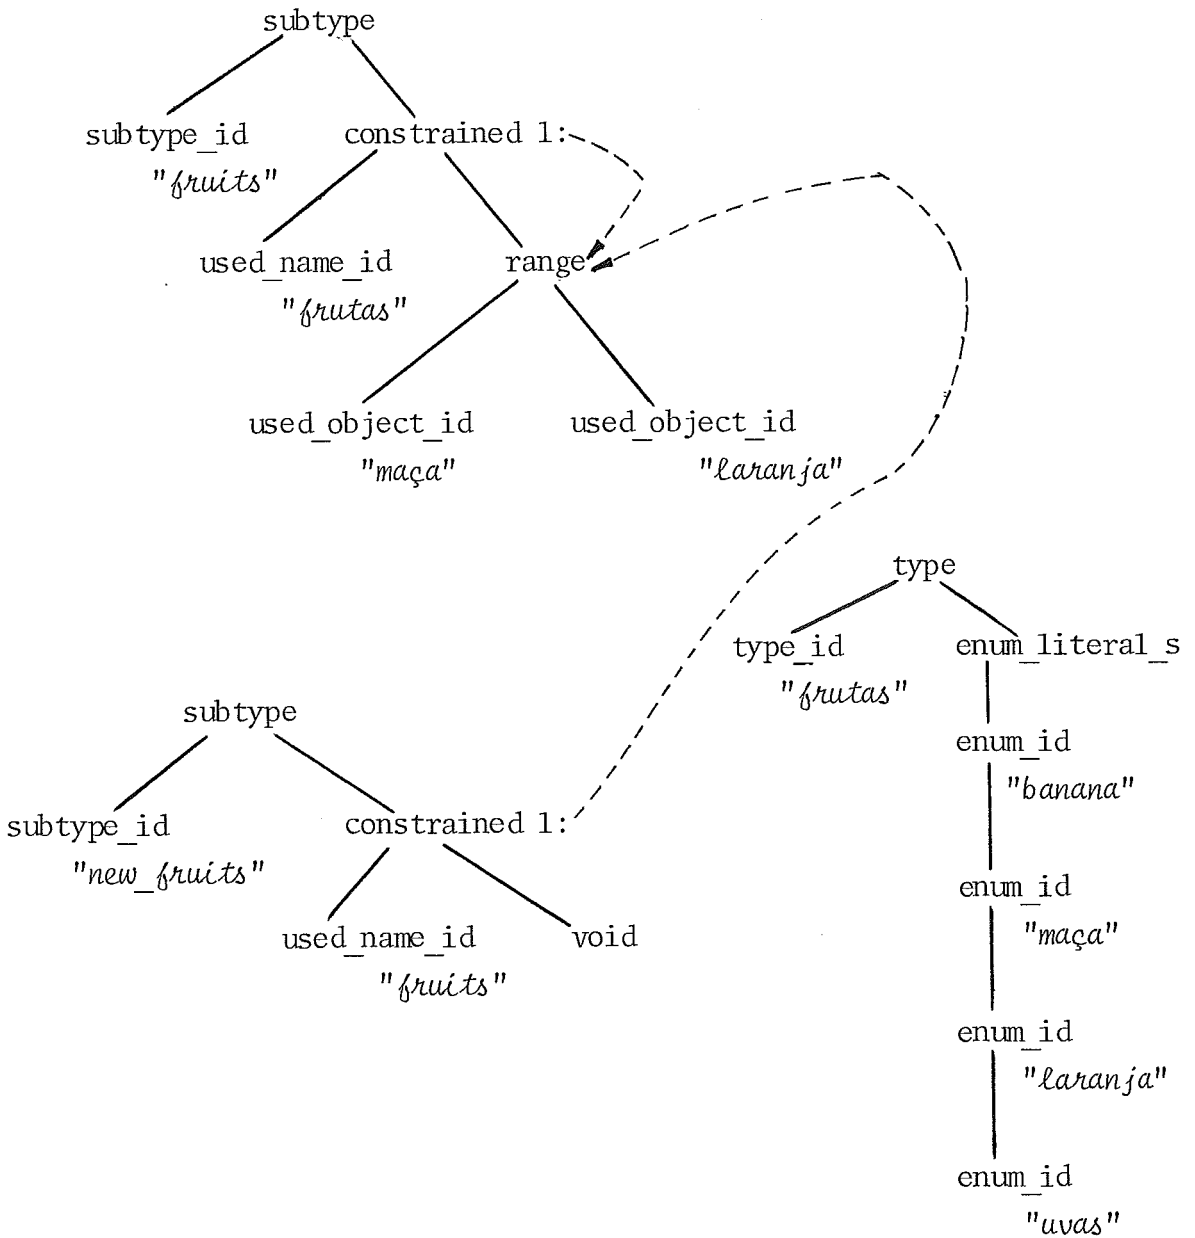 subtype
subtype_id constrained 1:
"fruits"
used_name_id range
"frutas"
used_object_id used_object_id
"maça" "laranja"
type
type_id enum_literal_s
"frutas"
subtype
enum_id
"banana"
subtype_id constrained 1:
"new_fruits"
enum_id
"maça"
used_name_id void
"fruits"
enum_id
"laranja"
enum_id
"uvas"